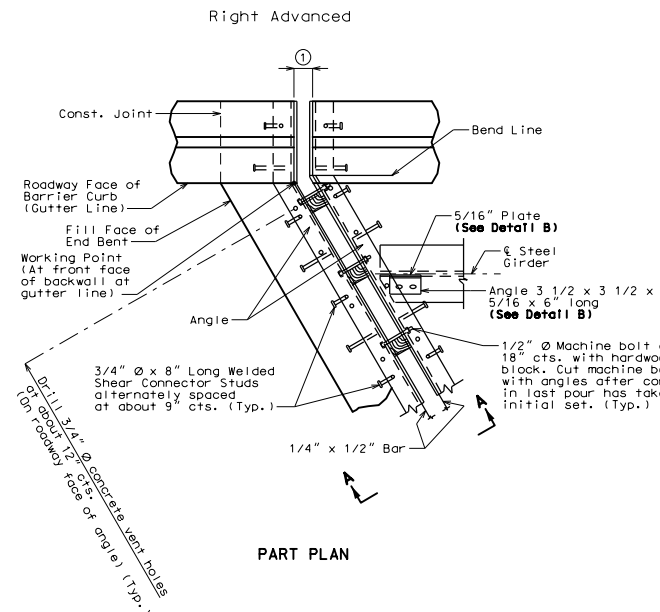 Right Advanced
1
Const. Joint
Bend Line
Roadway Face of
Barrier Curb
(Gutter Line)
5/16" Plate
(See Detail B)
Fill Face of
End Bent
℄ Steel
Girder
Working Point
(At front face
of backwall at
gutter line)
Angle 3 1/2 x 3 1/2 x
5/16 x 6" long
(See Detail B)
Angle
1/2" Ø Machine bolt
18" cts. with
block. Cut machine
with angles after
in last pour has
initial set. (Typ.)
3/4" Ø x 8" Long Welded
Shear Connector Studs
alternately spaced
at about 9" cts. (Typ.)
1/4" x 1/2" Bar
Drill 3/4" Ø concrete vent holes
at about 12" cts.
(On roadway face of angle) (Typ.)
A
A
PART PLAN